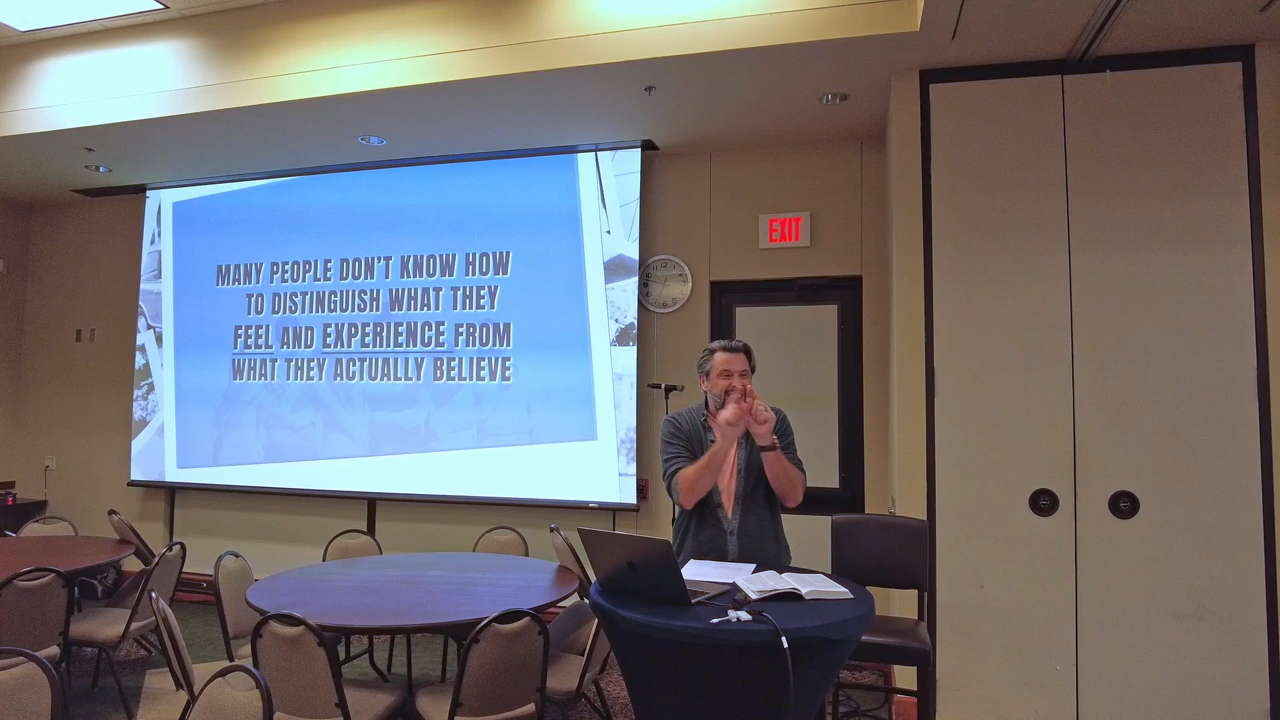 MANY PEOPLE DON'T KNOW HOW
TO DISTINGUISH WHAT THEY
FEEL AND EXPERIENCE FROM
WHAT THEY ACTUALLY BELIEVE
EXIT